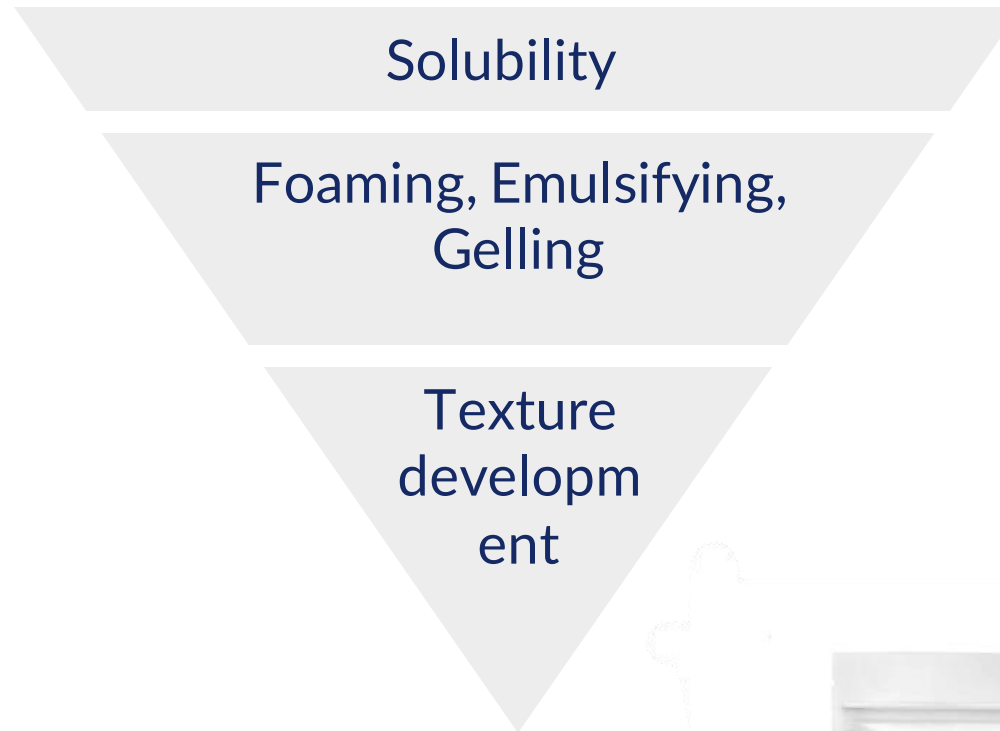 Solubility
Foaming, Emulsifying,
Gelling
Texture
developm
ent